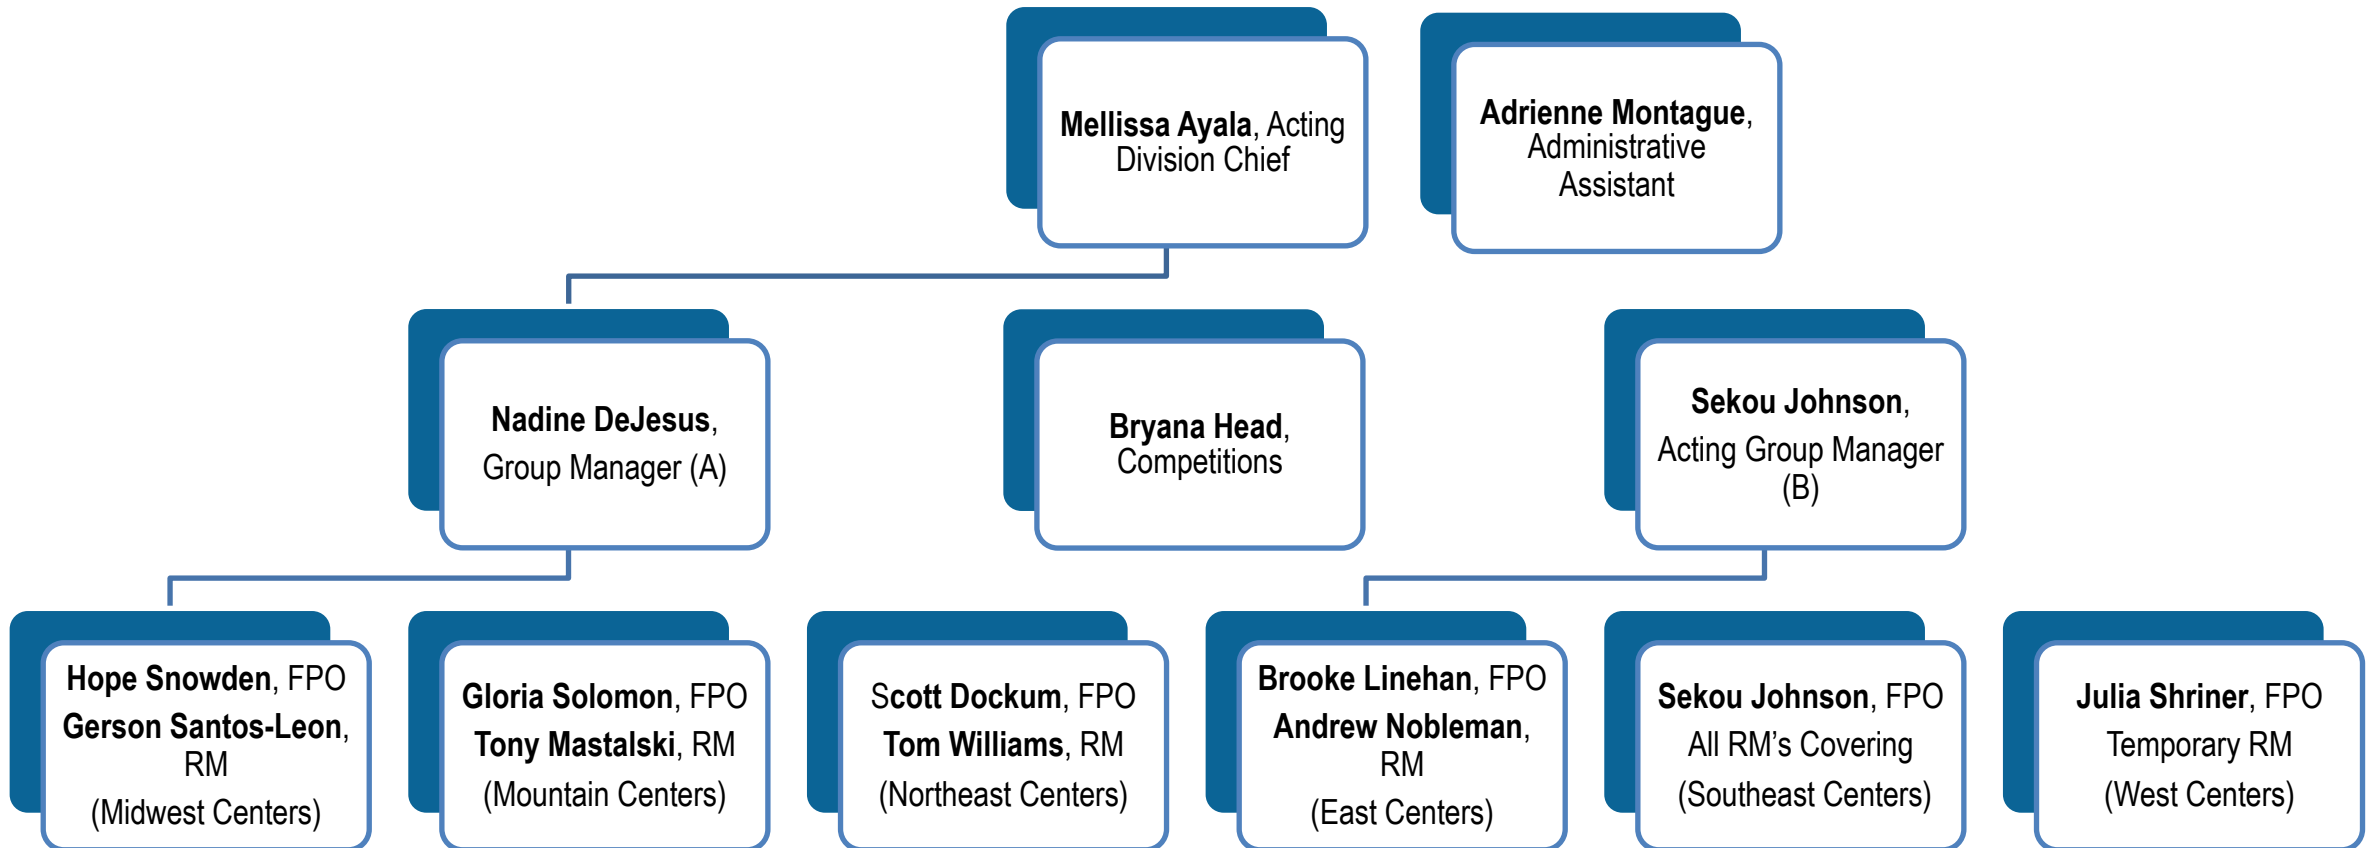 Mellissa Ayala, Acting
Division Chief
Adrienne Montague,
Administrative
Assistant
Nadine DeJesus,
Group Manager (A)
Bryana Head,
Competitions
Sekou Johnson,
Acting Group Manager
(B)
Hope Snowden, FPO
Gerson Santos-Leon,
RM
(Midwest Centers)
Gloria Solomon, FPO
Tony Mastalski, RM
(Mountain Centers)
Scott Dockum, FPO
Tom Williams, RM
(Northeast Centers)
Brooke Linehan, FPO
Andrew Nobleman,
RM
(East Centers)
Sekou Johnson, FPO
All RM's Covering
(Southeast Centers)
Julia Shriner, FPO
Temporary RM
(West Centers)